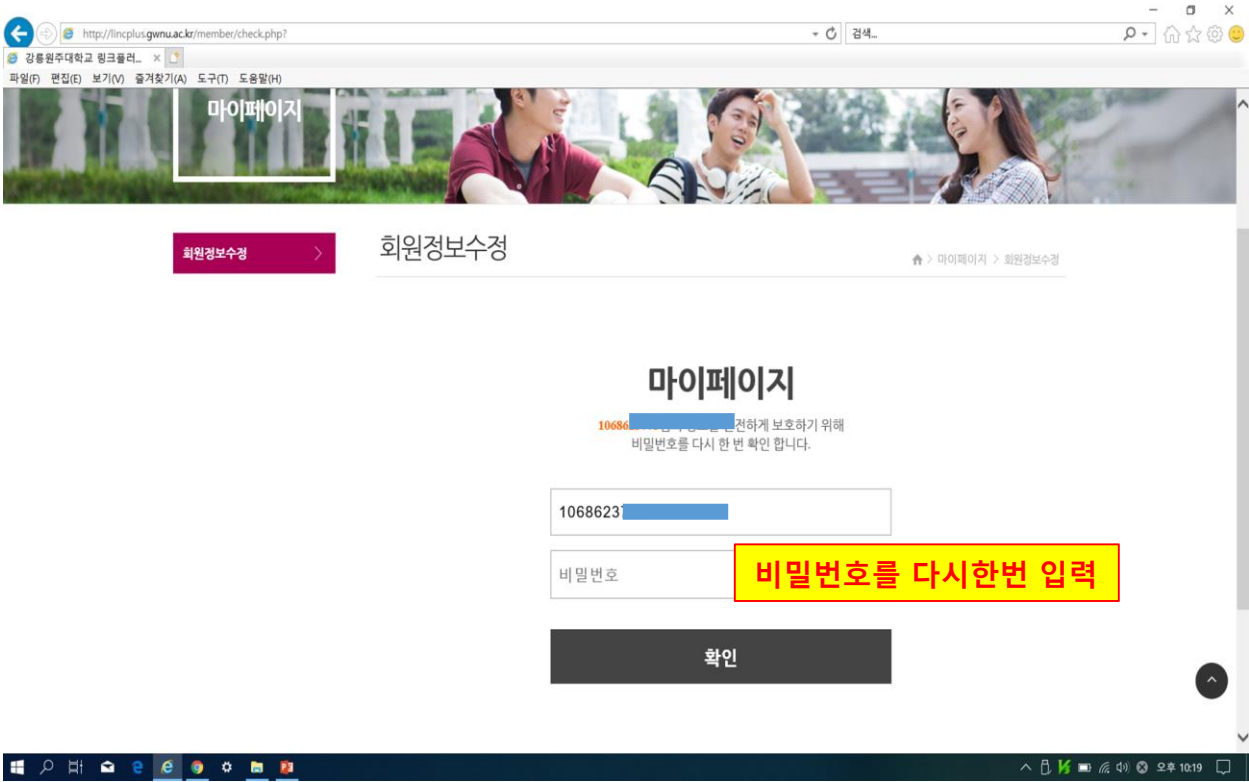 http://lincplus.gwnu.ac.kr/member/check.php?
검색...
강릉원주대학교 링크플러...
파일(F) 편집(E) 보기(V) 즐겨찾기(A) 도구(T) 도움말(H)
마이페이지
회원정보수정
회원정보수정
마이페이지 > 회원정보수정
마이페이지
10686 전하게 보호하기 위해
비밀번호를 다시 한 번 확인 합니다.
1068623
비밀번호
비밀번호를 다시한번 입력
확인
오후 10:19